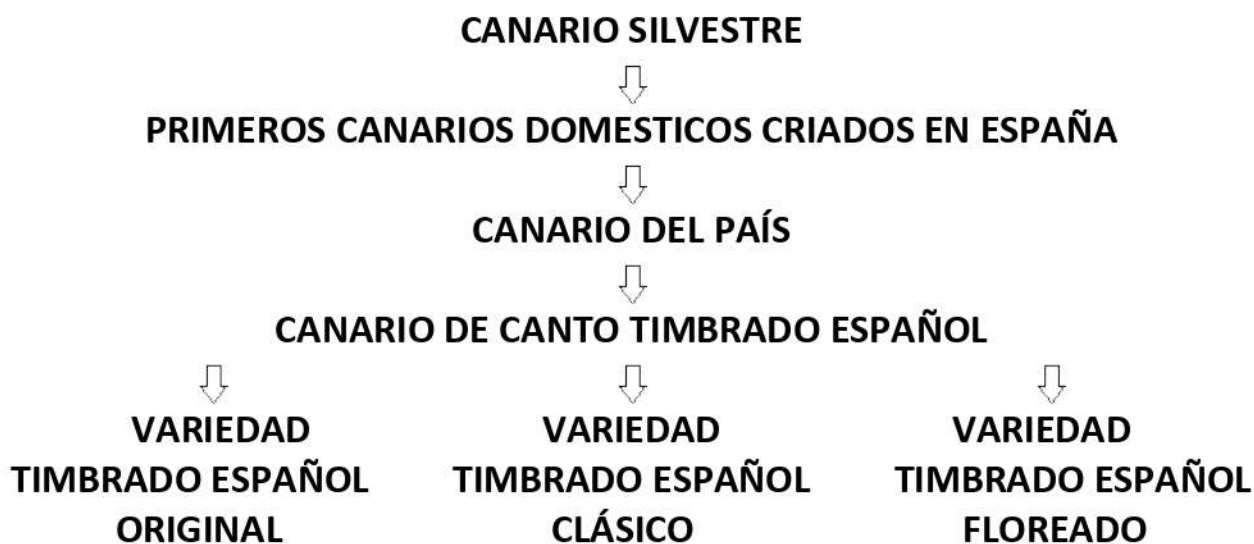 CANARIO SILVESTRE
PRIMEROS CANARIOS DOMESTICOS CRIADOS EN ESPAÑA
CANARIO DEL PAÍS
CANARIO DE CANTO TIMBRADO ESPAÑOL
VARIEDAD
TIMBRADO ESPAÑOL
ORIGINAL
VARIEDAD
TIMBRADO ESPAÑOL
CLÁSICO
VARIEDAD
TIMBRADO ESPAÑOL
FLOREADO